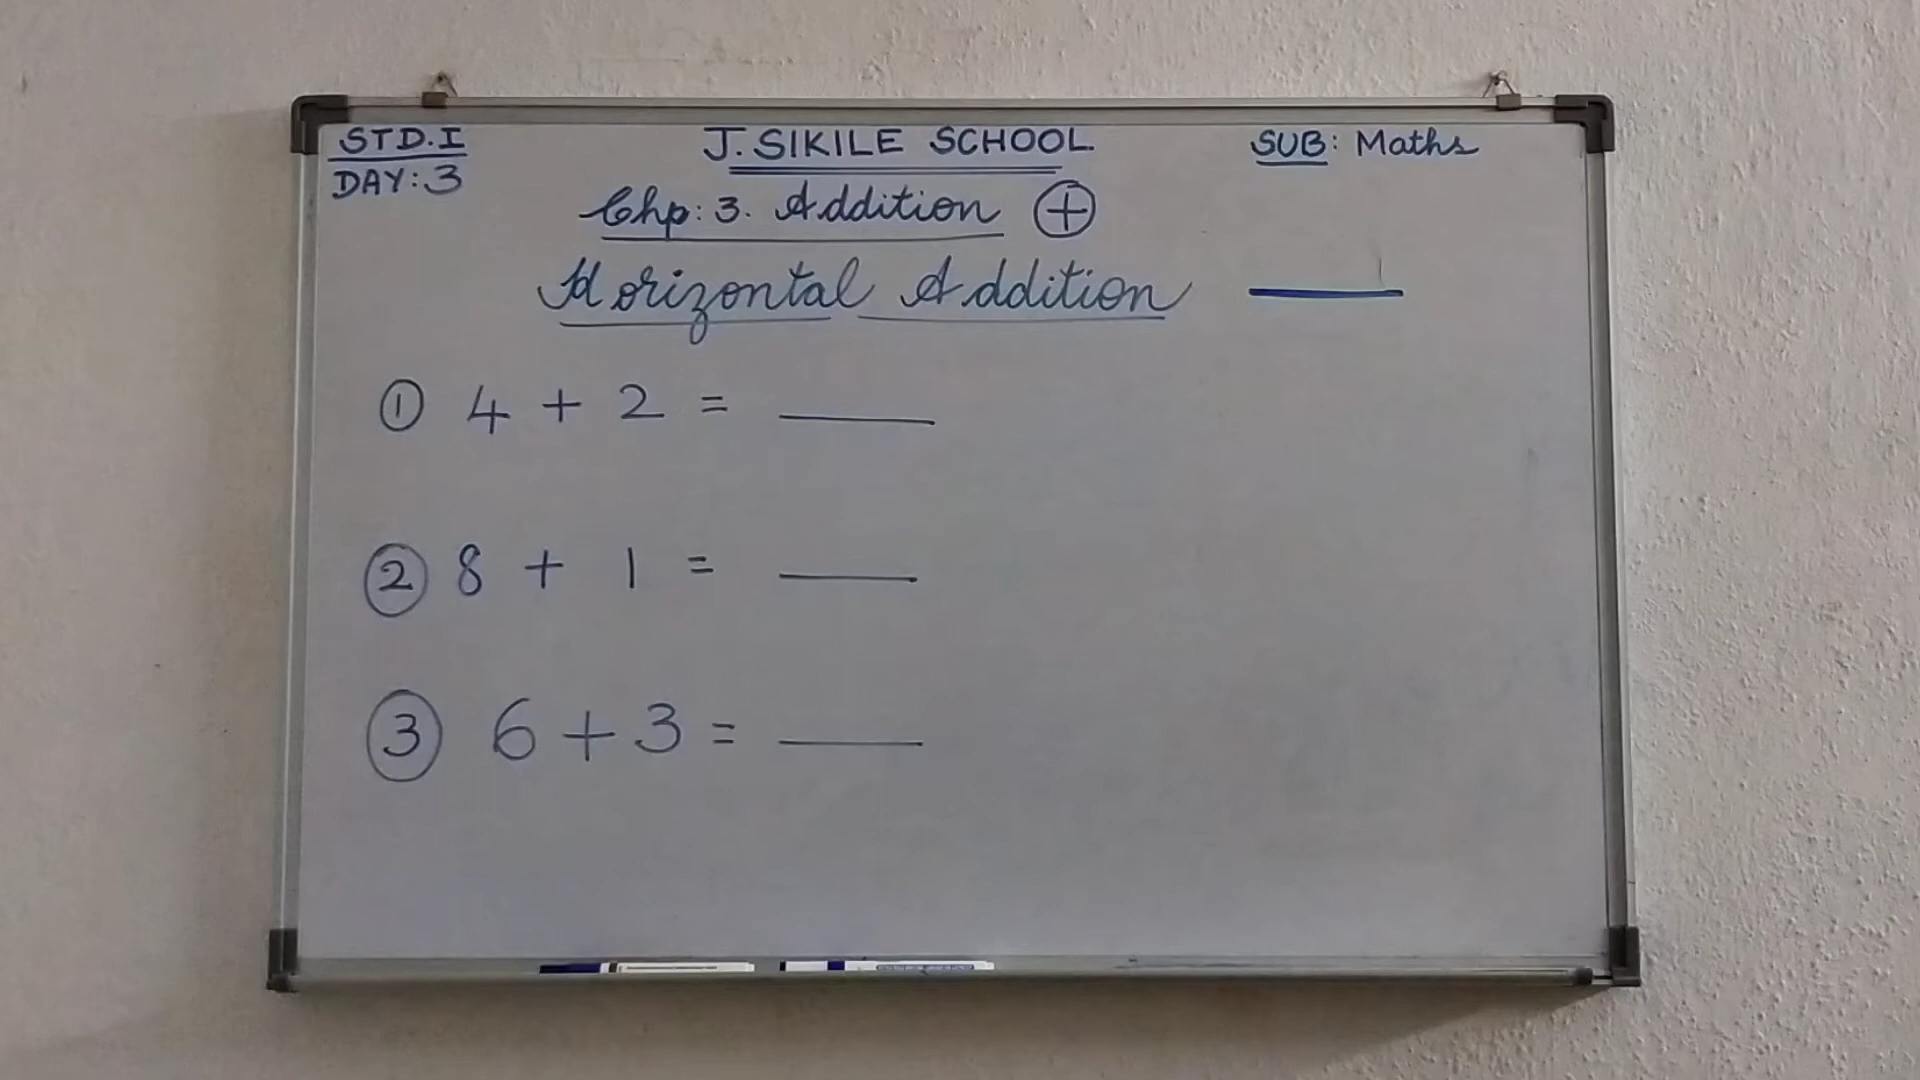 STD.I
J. SIKILE SCHOOL
SUB: Maths
DAY: 3
Chp: 3. Addition +
Horizontal Addition
1 4 + 2 = ____
2 8 + 1 = ____
3 6 + 3 = ____